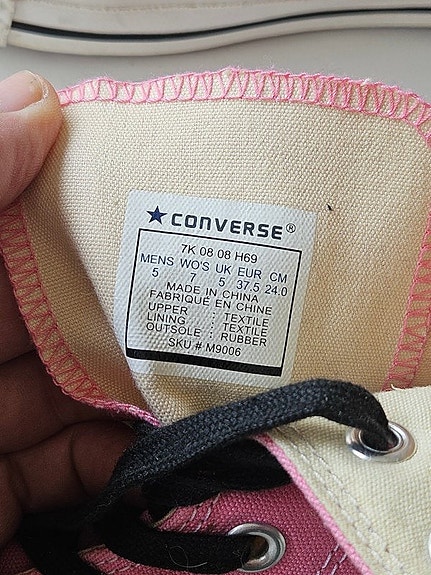 ★CONVERSE®
7K 08 08 H69
MENS WO'S UK EUR CM
5 7 5 37.5 24.0
MADE IN CHINA
FABRIQUÉ EN CHINE
UPPER : TEXTILE
LINING : TEXTILE
OUTSOLE : RUBBER
SKU # M9006